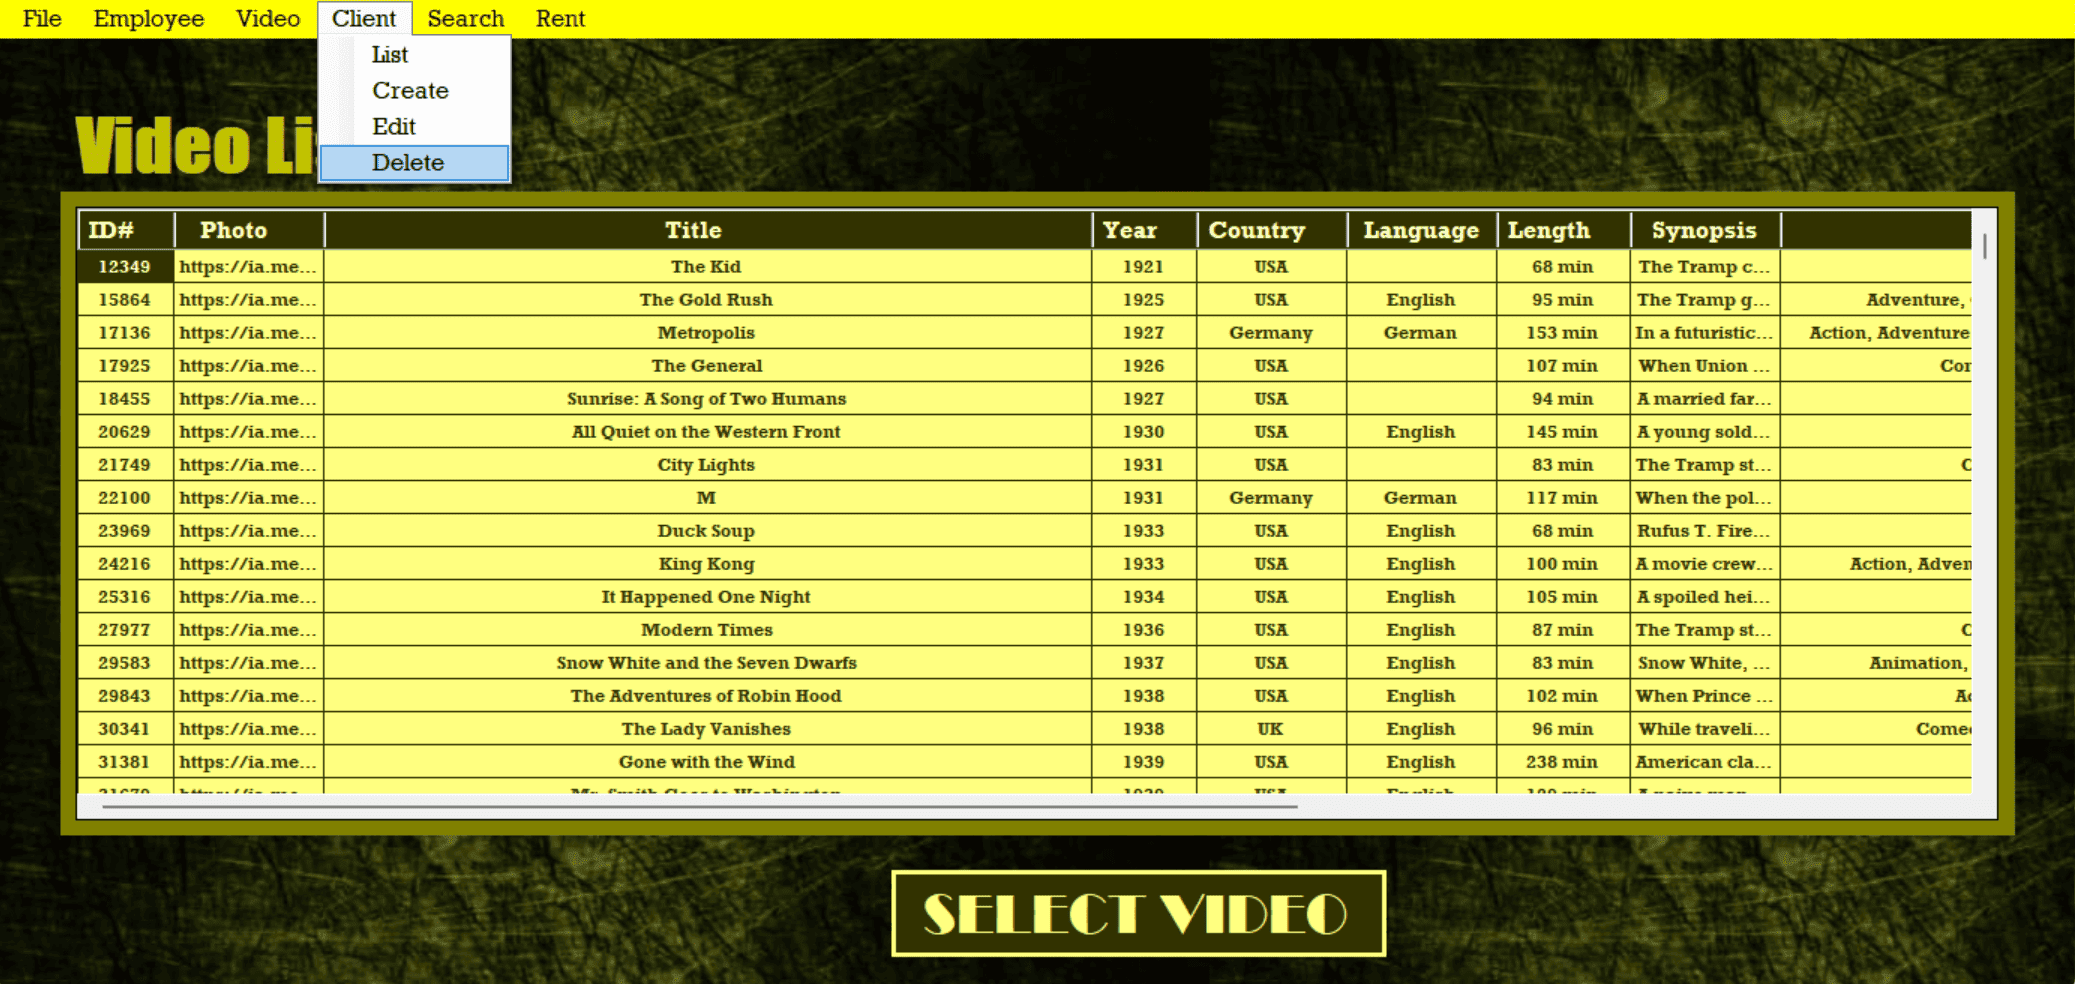 File Employee Video Client Search Rent
List
Create
Edit
Delete
Video Li
ID# Photo Title Year Country Language Length Synopsis
12349 https://ia.me... The Kid 1921 USA 68 min The Tramp c...
15864 https://ia.me... The Gold Rush 1925 USA English 95 min The Tramp g... Adventure,
17136 https://ia.me... Metropolis 1927 Germany German 153 min In a futuristic... Action, Adventure
17925 https://ia.me... The General 1926 USA 107 min When Union ...
18455 https://ia.me... Sunrise: A Song of Two Humans 1927 USA 94 min A married far...
20629 https://ia.me... All Quiet on the Western Front 1930 USA English 145 min A young sold...
21749 https://ia.me... City Lights 1931 USA 83 min The Tramp st...
22100 https://ia.me... M 1931 Germany German 117 min When the pol...
23969 https://ia.me... Duck Soup 1933 USA English 68 min Rufus T. Fire...
24216 https://ia.me... King Kong 1933 USA English 100 min A movie crew... Action, Adven
25316 https://ia.me... It Happened One Night 1934 USA English 105 min A spoiled hei...
27977 https://ia.me... Modern Times 1936 USA English 87 min The Tramp st...
29583 https://ia.me... Snow White and the Seven Dwarfs 1937 USA English 83 min Snow White, ... Animation,
29843 https://ia.me... The Adventures of Robin Hood 1938 USA English 102 min When Prince ...
30341 https://ia.me... The Lady Vanishes 1938 UK English 96 min While traveli... Come
31381 https://ia.me... Gone with the Wind 1939 USA English 238 min American cla...
SELECT VIDEO